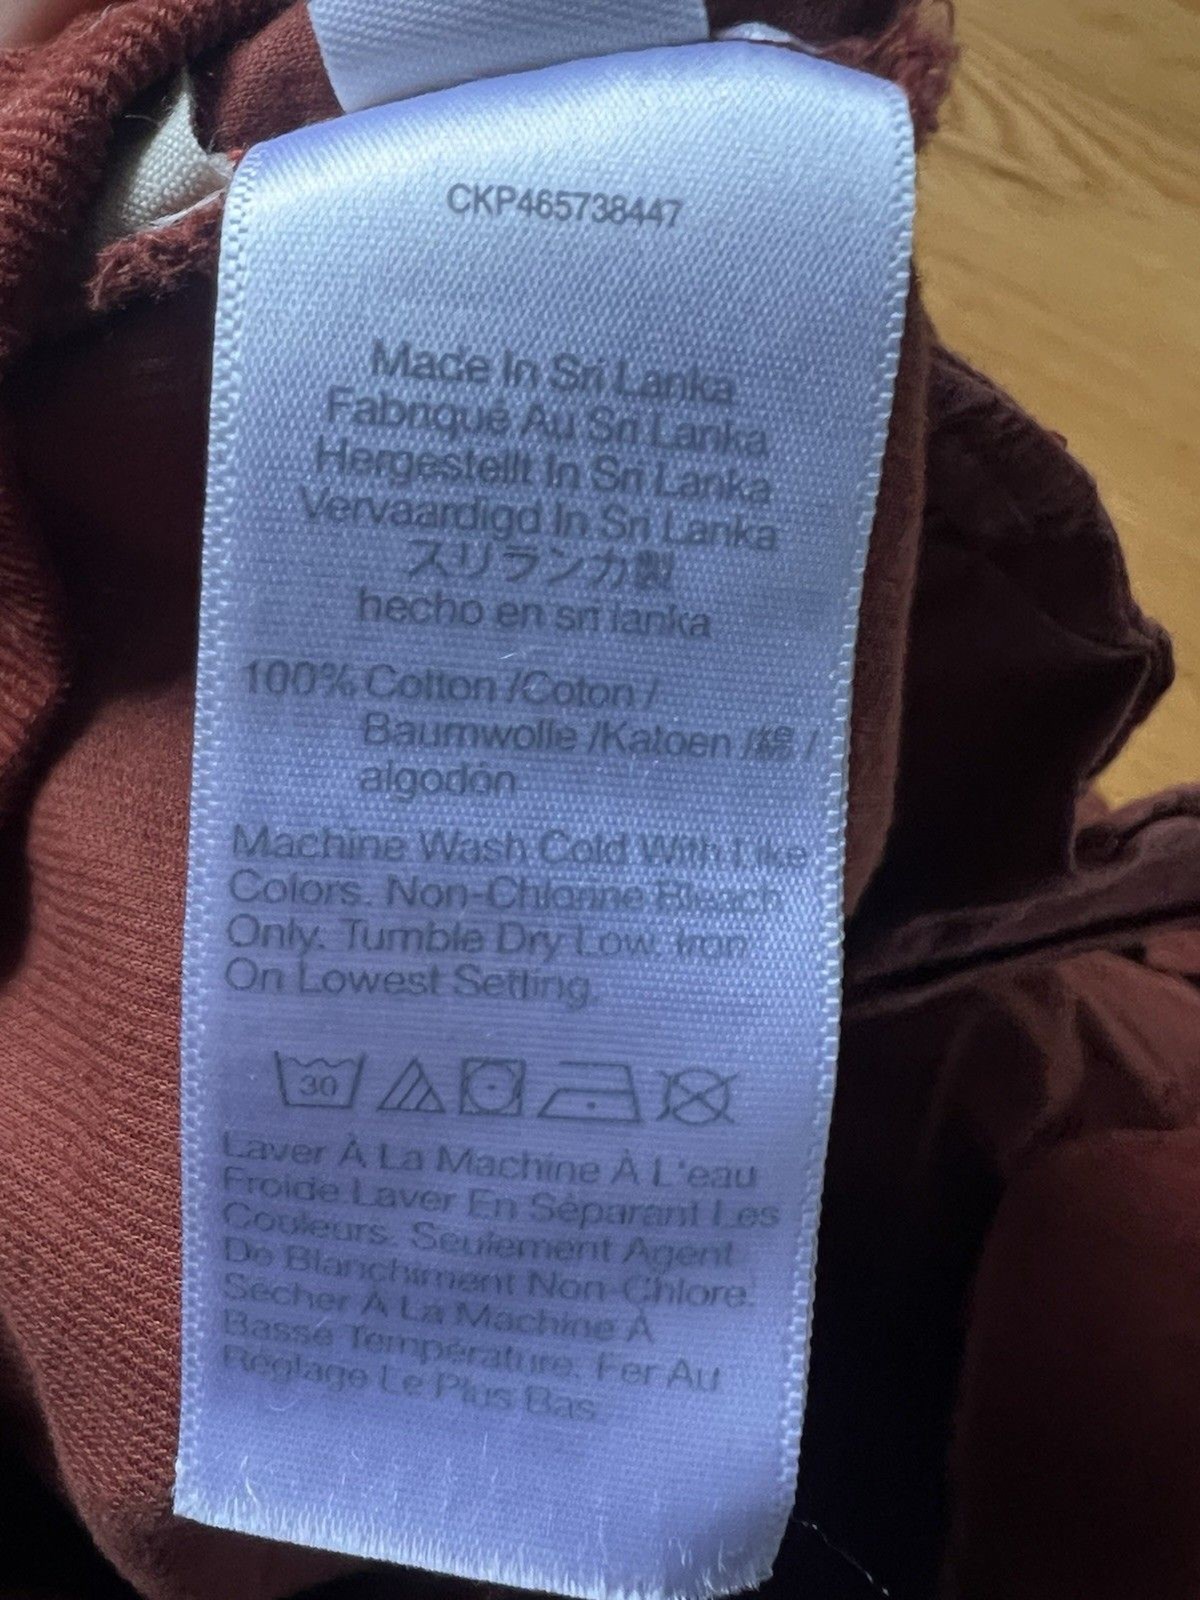 CKP465738447
Made In Sri Lanka
Fabriqué Au Sri Lanka
Hergestellt In Sri Lanka
Vervaardigd In Sri Lanka
スリランカ製
hecho en sri lanka
100% Cotton /Coton /
Baumwolle /Katoen /綿 /
algodón
Machine Wash Cold With Like
Colors. Non-Chlorine Bleach
Only. Tumble Dry Low. Iron
On Lowest Setting.
30
Laver À La Machine À L'eau
Froide Laver En Séparant Les
Couleurs. Seulement Agent
De Blanchiment Non-Chlore.
Sécher À La Machine À
Basse Température. Fer Au
Réglage Le Plus Bas.